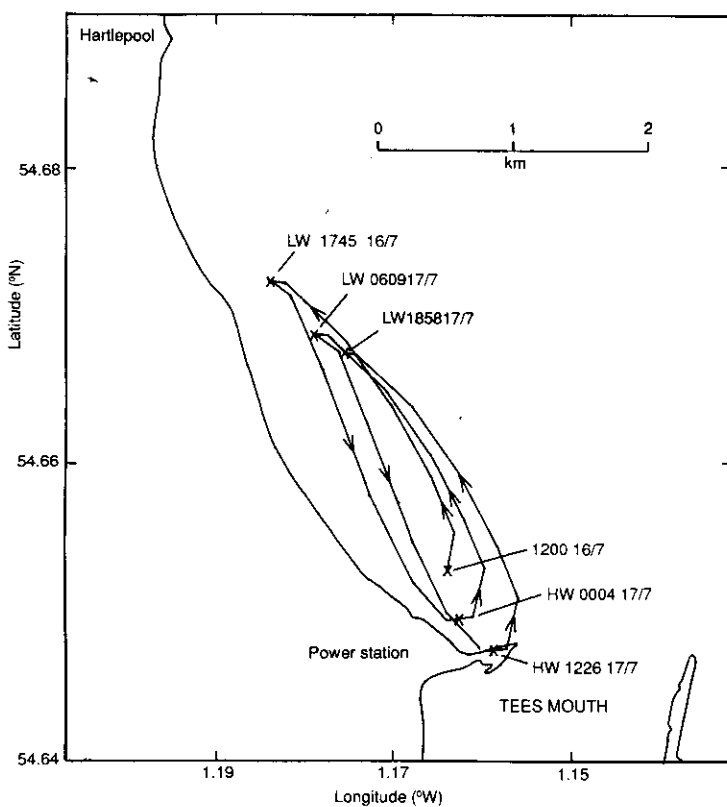 Hartlepool
0 1 2
km
54.68
LW 1745 16/7
LW 060917/7
LW185817/7
Latitude (ºN)
54.66
1200 16/7
HW 0004 17/7
Power station
HW 1226 17/7
TEES MOUTH
54.64
1.19 1.17 1.15
Longitude (ºW)